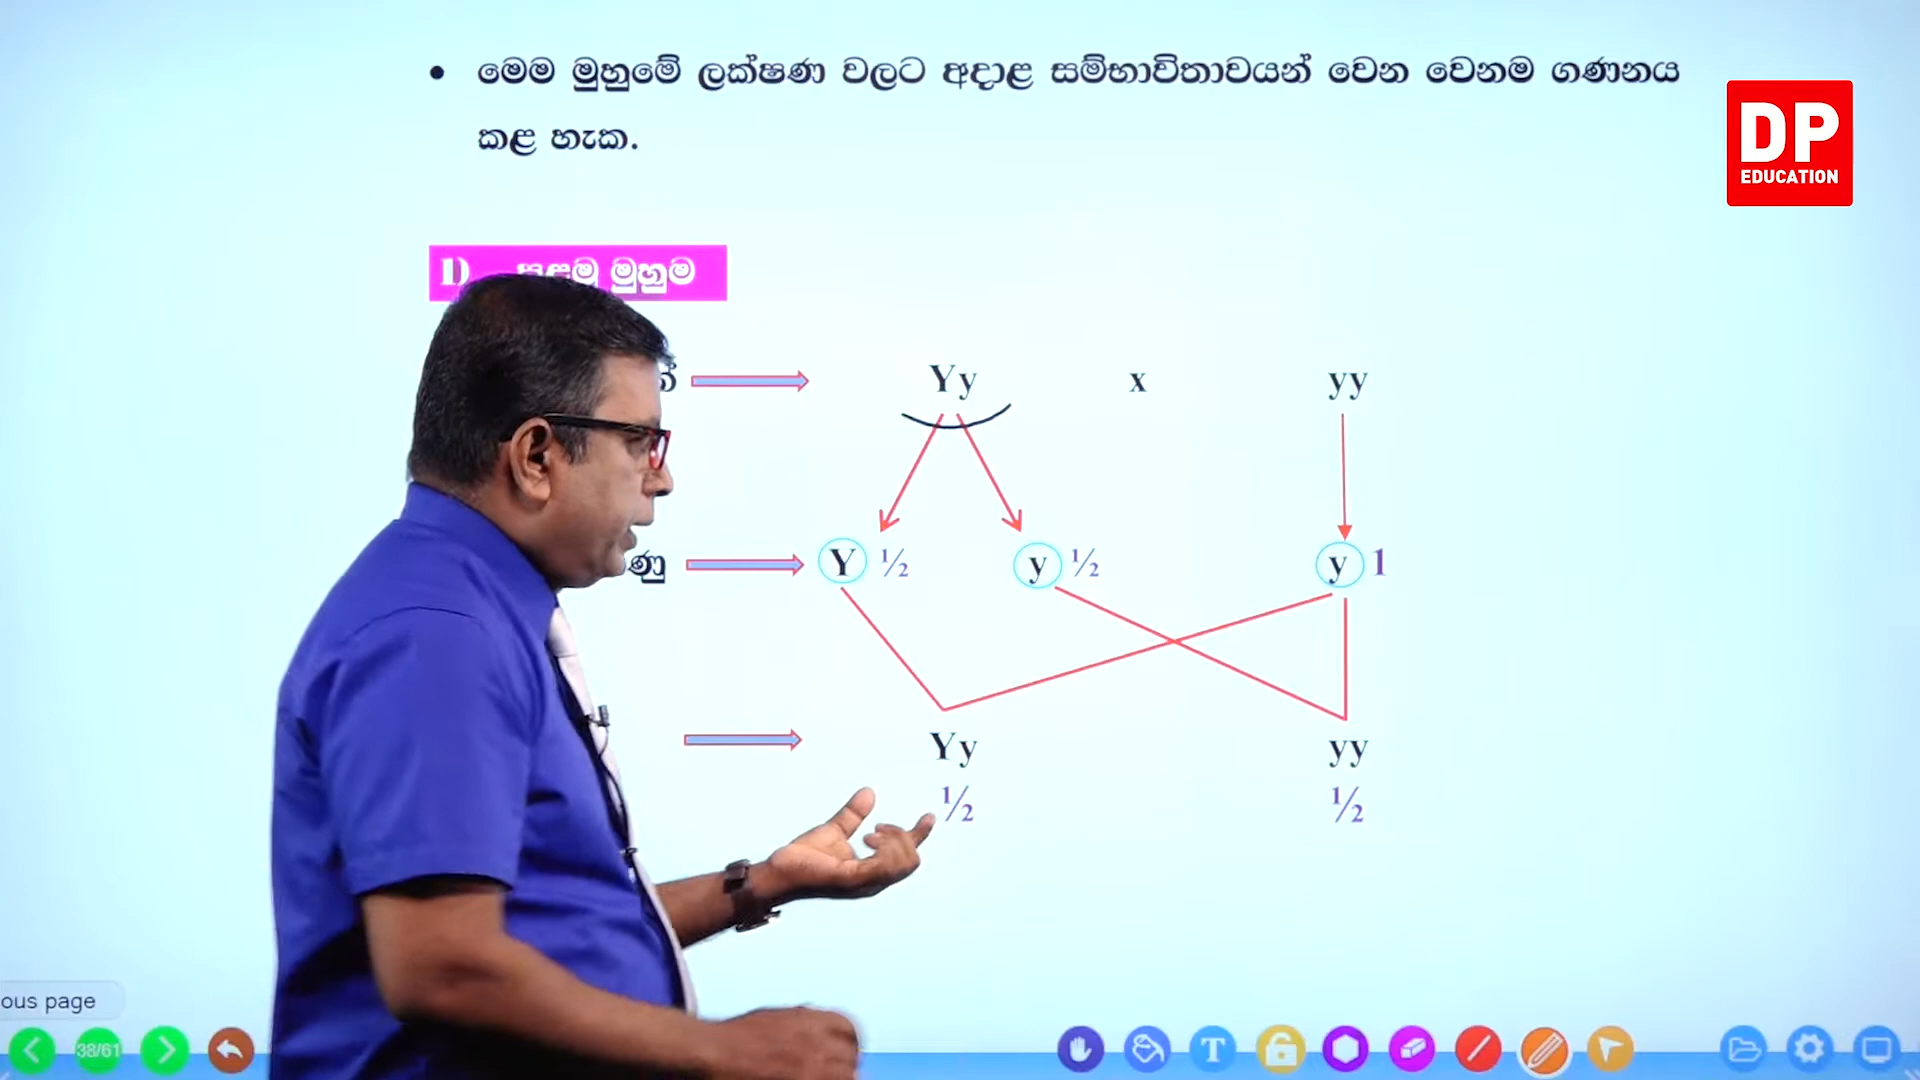 • මෙම මුහුමේ ලක්ෂණ වලට අදාළ සම්භාවිතාවයන් වෙන වෙනම ගණනය
කළ හැක.
DP
EDUCATION
මුහුම
Yy x yy
Y ½ y ½ y 1
Yy yy
½ ½
ous page
38/61
T